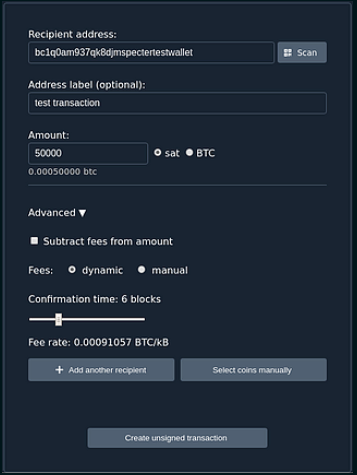 Recipient address:
bc1q0am937qk8djmspectertestwallet
Scan
Address label (optional):
test transaction
Amount:
50000
sat
BTC
0.00050000 btc
Advanced ▼
Subtract fees from amount
Fees:
dynamic
manual
Confirmation time: 6 blocks
Fee rate: 0.00091057 BTC/kB
Add another recipient
Select coins manually
Create unsigned transaction